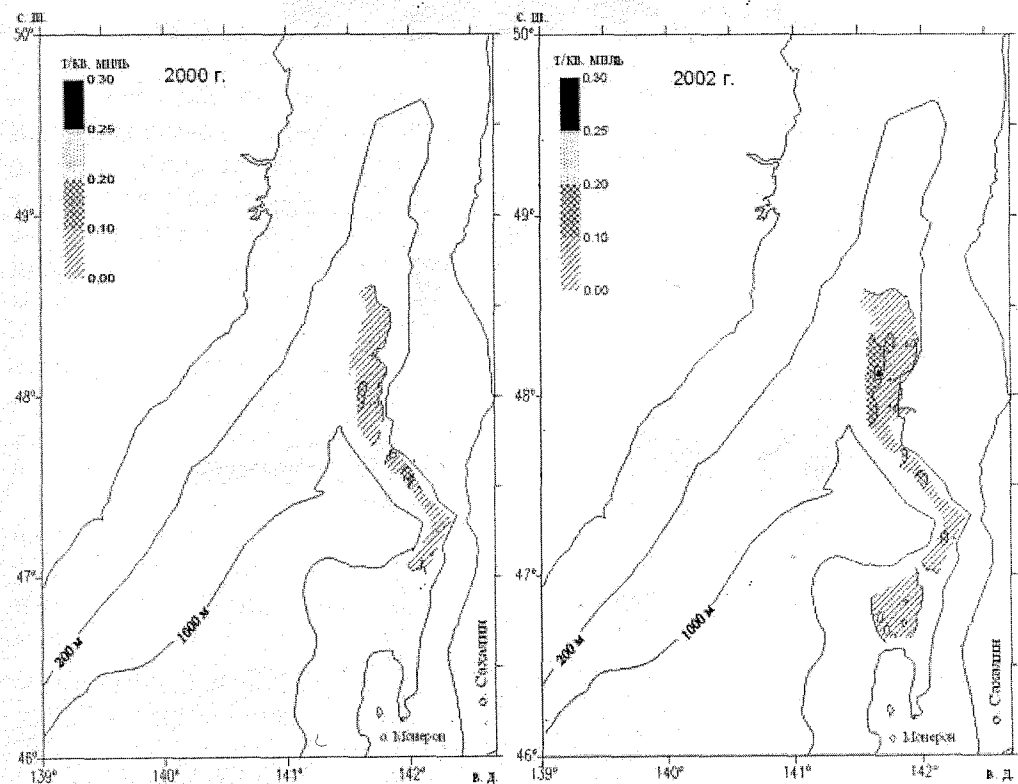 с. ш.
50°
т/кв. миль
2000 г.
0.30
0.25
0.20
0.10
0.00
49°
48°
47°
46°
200 м
1000 м
о. Сахалин
о. Монерон
139°
140°
141°
142°
в. д.
с. ш.
50°
т/кв. миль
2002 г.
0.30
0.25
0.20
0.10
0.00
49°
48°
47°
46°
200 м
1000 м
о. Сахалин
о. Монерон
139°
140°
141°
142°
в. д.